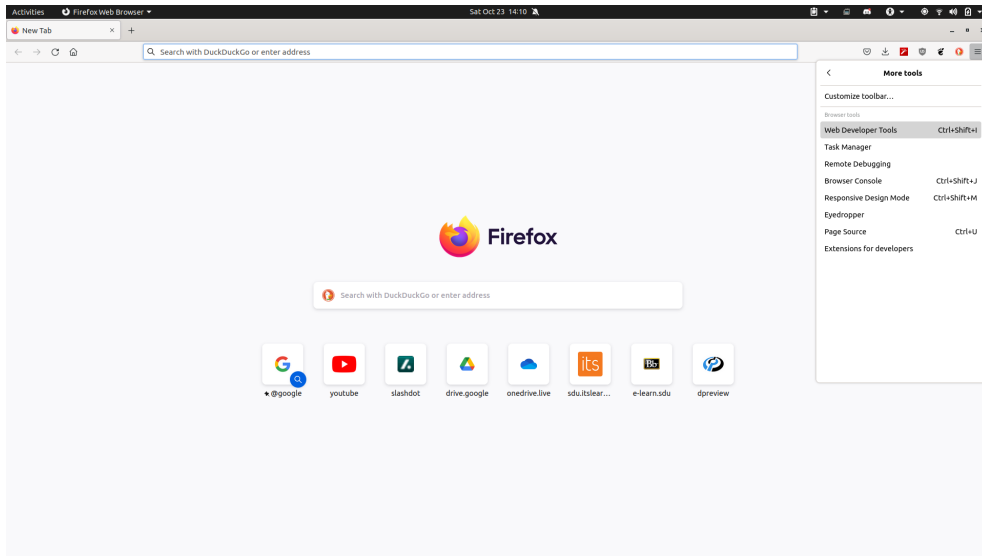 Activities Firefox Web Browser Sat Oct 23 14:10
New Tab
Search with DuckDuckGo or enter address
More tools
Customize toolbar...
Browser tools
Web Developer Tools Ctrl+Shift+I
Task Manager
Remote Debugging
Browser Console Ctrl+Shift+J
Responsive Design Mode Ctrl+Shift+M
Eyedropper
Page Source Ctrl+U
Extensions for developers
Firefox
Search with DuckDuckGo or enter address
G its Bb
@google youtube slashdot drive.google onedrive.live sdu.itslear... e-learn.sdu dpreview